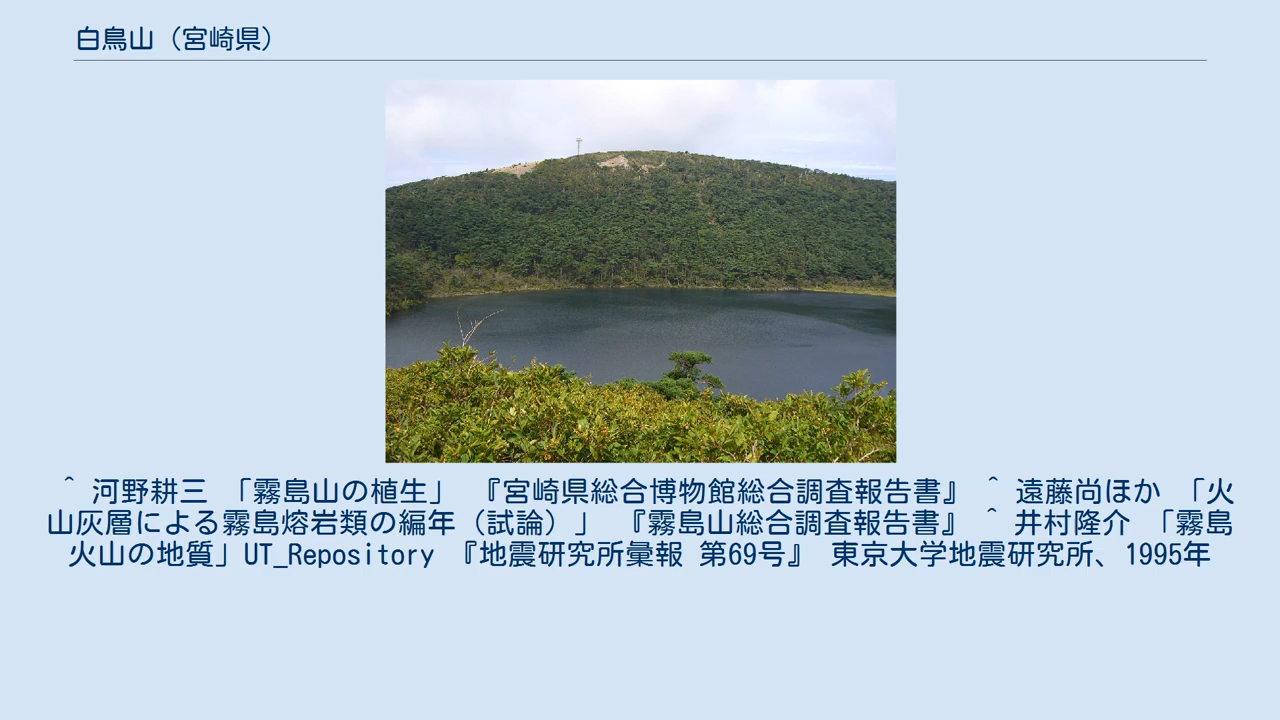 白鳥山（宮崎県）
^ 河野耕三 「霧島山の植生」 『宮崎県総合博物館総合調査報告書』 ^ 遠藤尚ほか 「火
山灰層による霧島熔岩類の編年（試論）」 『霧島山総合調査報告書』 ^ 井村隆介 「霧島
火山の地質」UT_Repository 『地震研究所彙報 第69号』 東京大学地震研究所、1995年